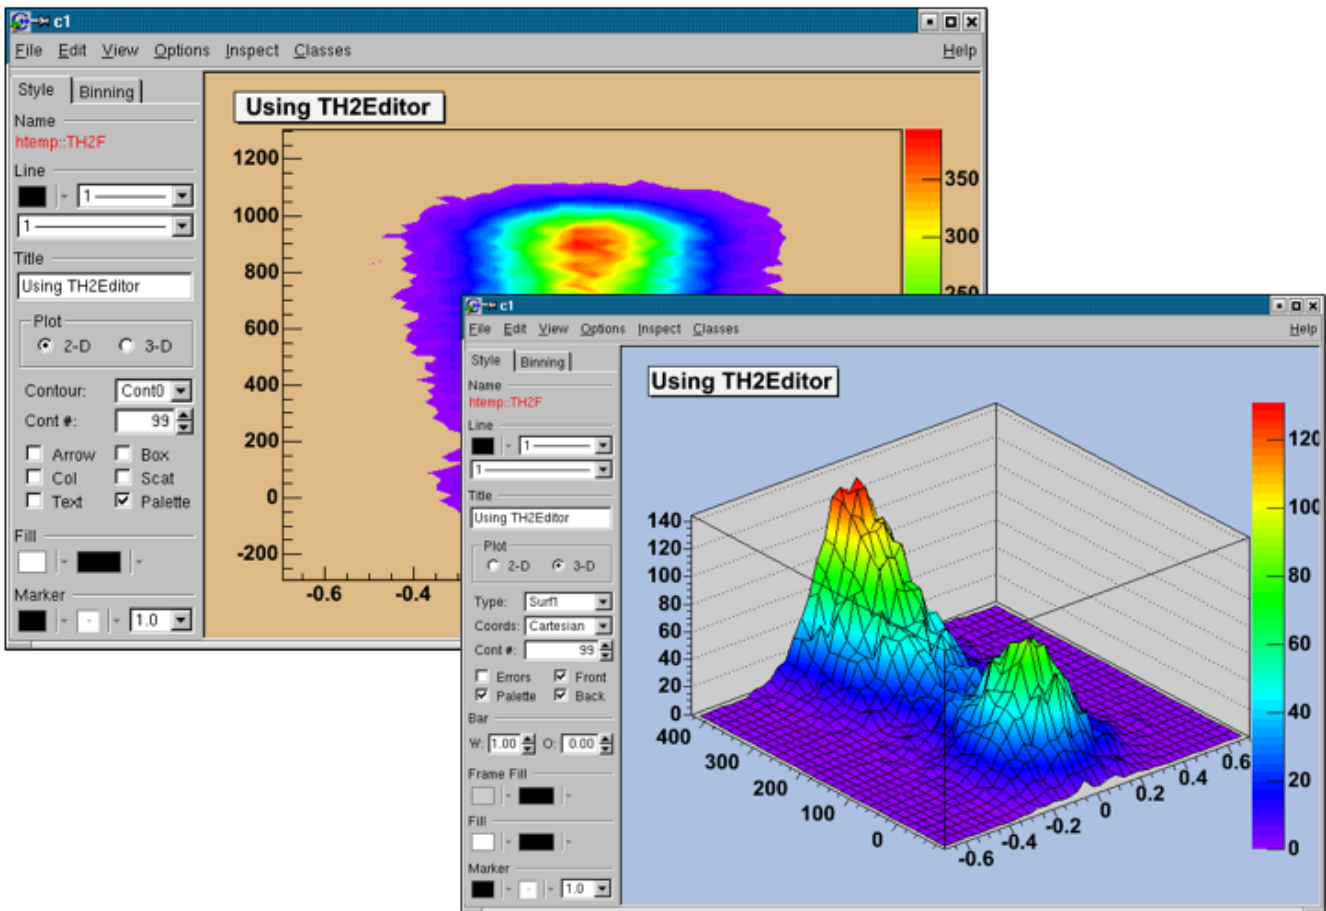 c1
File Edit View Options Inspect Classes Help
Style Binning
Name
htemp::TH2F
Line
1
1
Title
Using TH2Editor
Plot
2-D 3-D
Contour: Cont0
Cont #: 99
Arrow Box
Col Scat
Text Palette
Fill
Marker
1.0
Using TH2Editor
1200
1000
800
600
400
200
0
-200
-0.6 -0.4
350
300
250
c1
File Edit View Options Inspect Classes Help
Style Binning
Name
htemp::TH2F
Line
1
1
Title
Using TH2Editor
Plot
2-D 3-D
Type: Surf1
Coords: Cartesian
Cont #: 99
Errors Front
Palette Back
Bar
W: 1.00 O: 0.00
Frame Fill
Fill
Marker
1.0
Using TH2Editor
140
120
100
80
60
40
20
0
400 300 200 100 0
-0.6 -0.4 -0.2 0 0.2 0.4 0.6
120
100
80
60
40
20
0